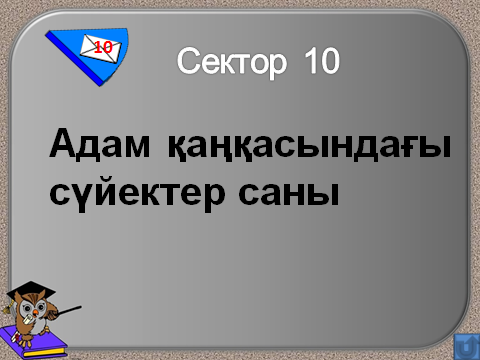 10
Сектор 10
Адам қаңқасындағы
сүйектер саны